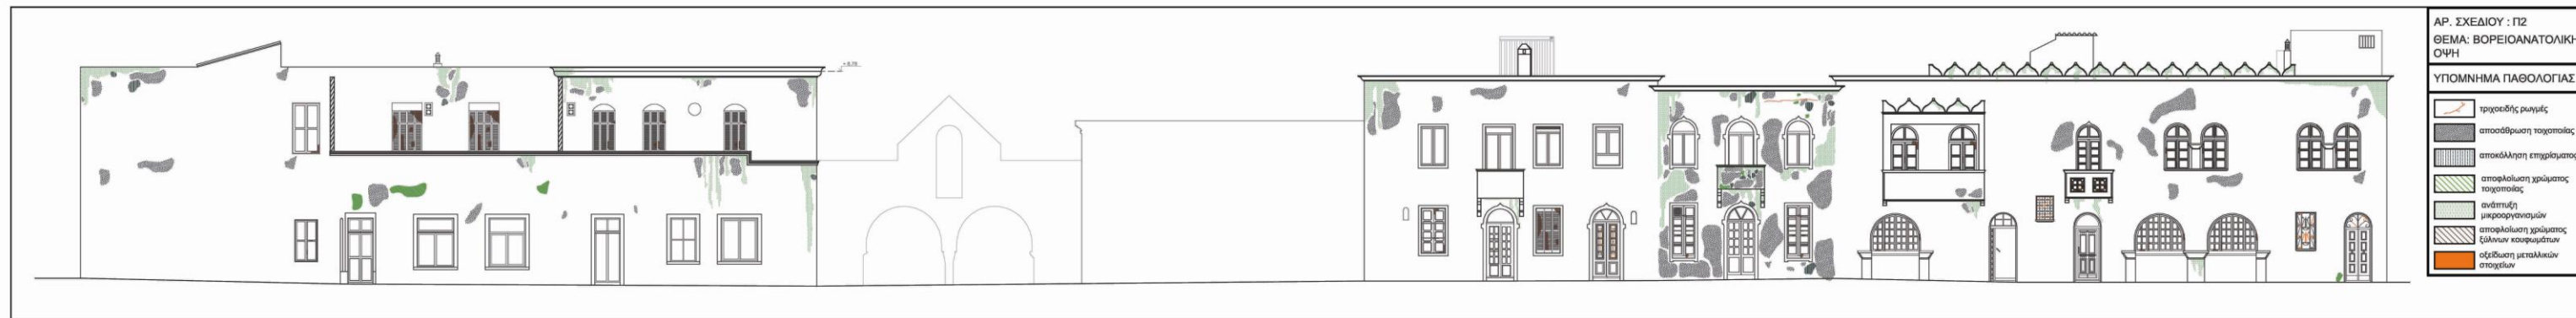 ΑΡ. ΣΧΕΔΙΟΥ : Π2
ΘΕΜΑ: ΒΟΡΕΙΟΑΝΑΤΟΛΙΚΗ
ΟΨΗ
ΥΠΟΜΝΗΜΑ ΠΑΘΟΛΟΓΙΑΣ
τριχοειδής ρωγμές
αποσάθρωση τοιχοποιίας
αποκόλληση επιχρίσματος
αποφλοίωση χρώματος
τοιχοποιίας
ανάπτυξη
μικροοργανισμών
αποφλοίωση χρώματος
ξύλινων κουφωμάτων
οξείδωση μεταλλικών
στοιχείων